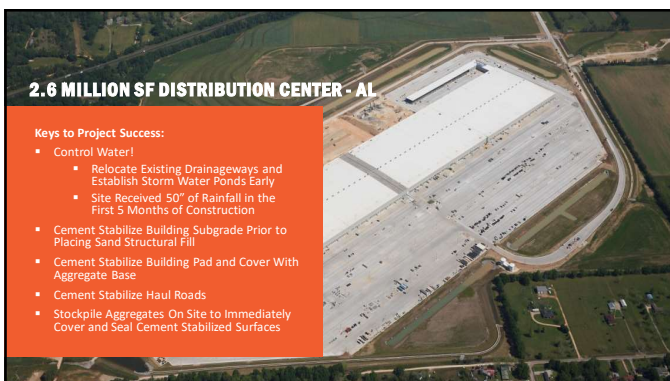 2.6 MILLION SF DISTRIBUTION CENTER - AL
Keys to Project Success:
▪ Control Water!
▪ Relocate Existing Drainageways and
Establish Storm Water Ponds Early
▪ Site Received 50” of Rainfall in the
First 5 Months of Construction
▪ Cement Stabilize Building Subgrade Prior to
Placing Sand Structural Fill
▪ Cement Stabilize Building Pad and Cover With
Aggregate Base
▪ Cement Stabilize Haul Roads
▪ Stockpile Aggregates On Site to Immediately
Cover and Seal Cement Stabilized Surfaces